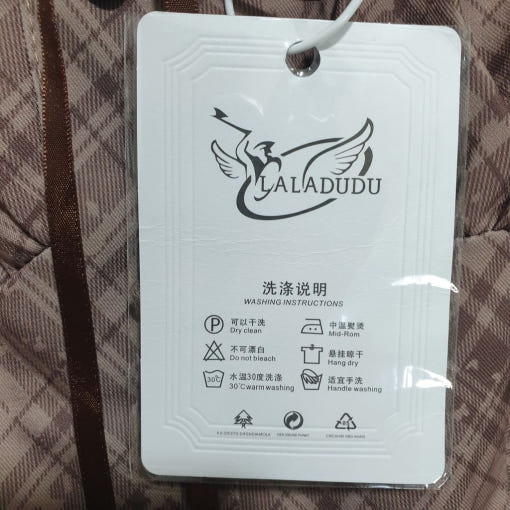 LALADUDU
洗涤说明
WASHING INSTRUCTIONS
P 可以干洗
Dry clean
中温熨烫
Mid-Rom
不可漂白
Do not bleach
悬挂晾干
Hang dry
30℃ 水温30度洗涤
30℃warm washing
适宜手洗
Handle washing